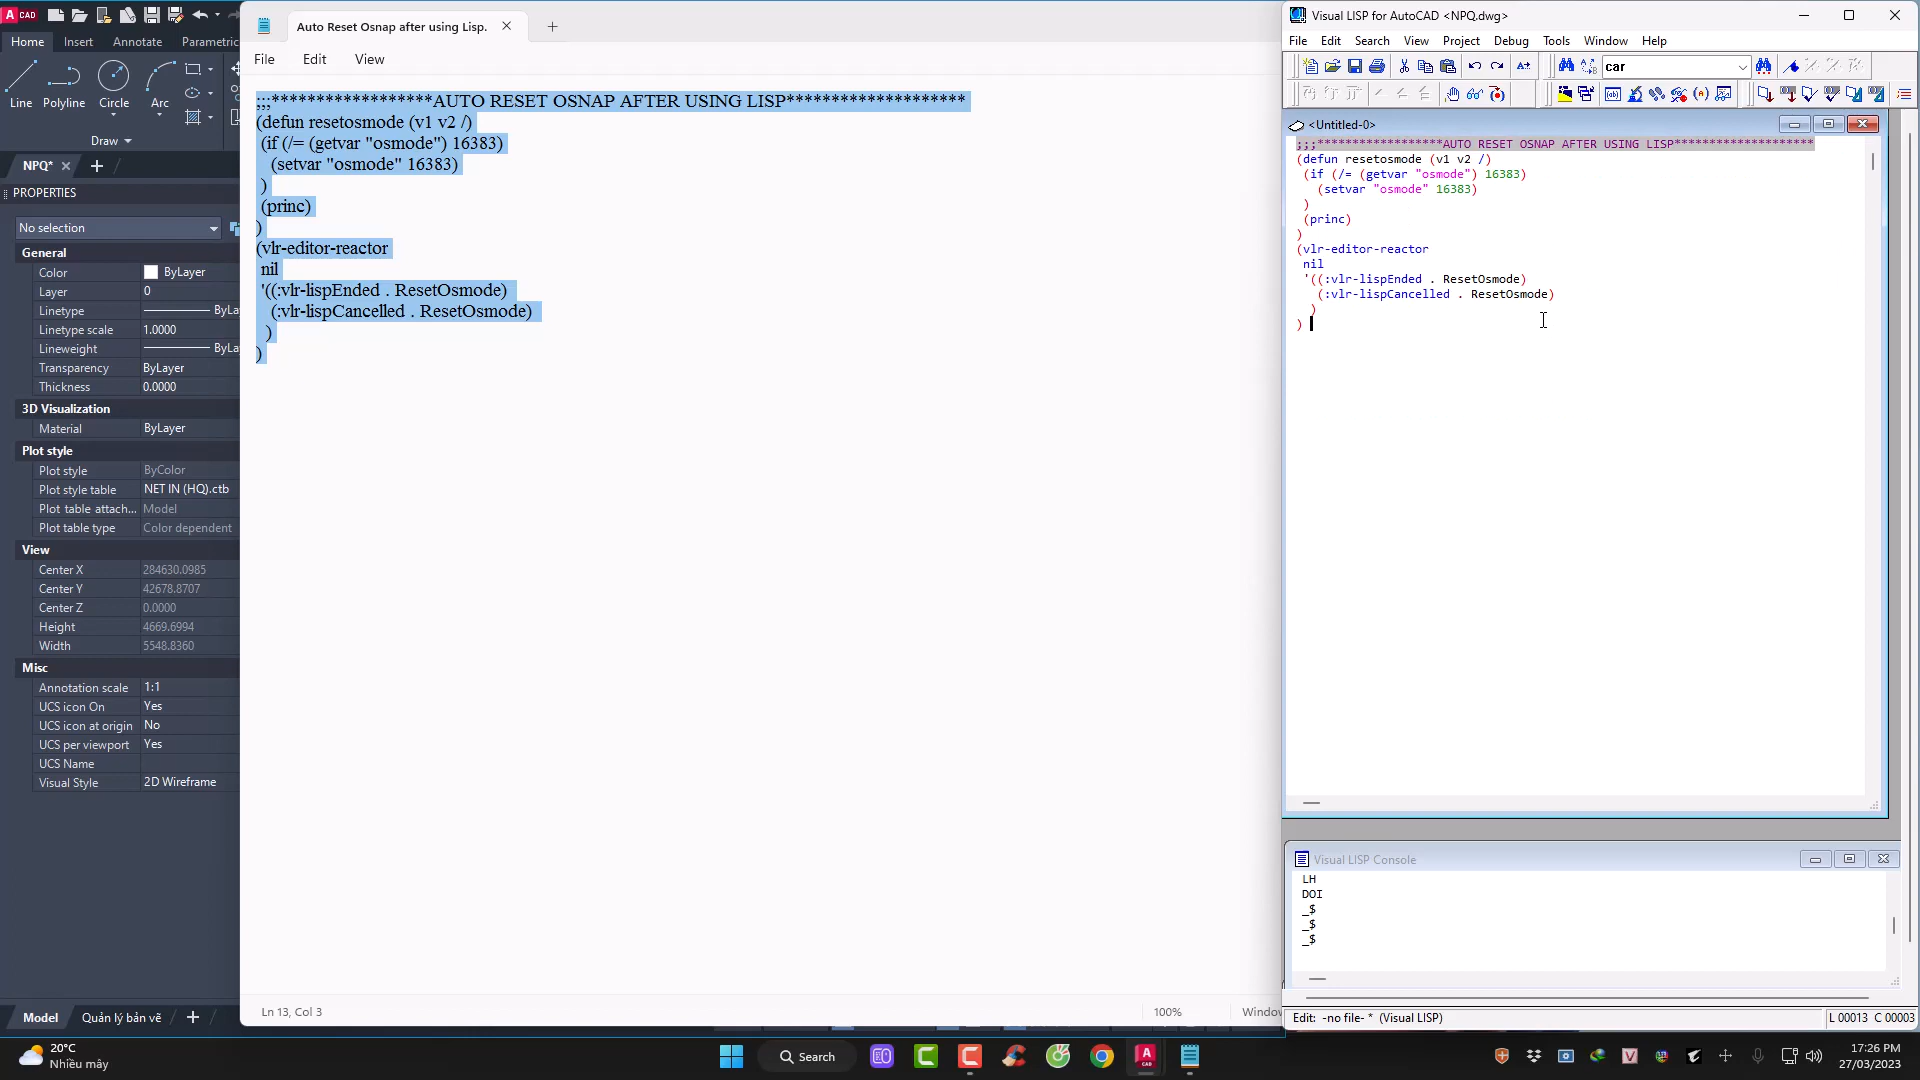 CAD
Home
Insert
Annotate
Parametric
Line
Polyline
Circle
Arc
Draw
NPQ*
PROPERTIES
No selection
General
Color ByLayer
Layer 0
Linetype ByLa
Linetype scale 1.0000
Lineweight ByLa
Transparency ByLayer
Thickness 0.0000
3D Visualization
Material ByLayer
Plot style
Plot style ByColor
Plot style table NET IN (HQ).ctb
Plot table attach... Model
Plot table type Color dependent
View
Center X 284630.0985
Center Y 42678.8707
Center Z 0.0000
Height 4669.6994
Width 5548.8360
Misc
Annotation scale 1:1
UCS icon On Yes
UCS icon at origin No
UCS per viewport Yes
UCS Name
Visual Style 2D Wireframe
Model Quản lý bản vẽ
Auto Reset Osnap after using Lisp.
File Edit View
;;;******************AUTO RESET OSNAP AFTER USING LISP********************
(defun resetosmode (v1 v2 /)
(if (/= (getvar "osmode") 16383)
(setvar "osmode" 16383)
)
(princ)
)
(vlr-editor-reactor
nil
'((:vlr-lispEnded . ResetOsmode)
(:vlr-lispCancelled . ResetOsmode)
)
)
Ln 13, Col 3
100%
Window
Visual LISP for AutoCAD <NPQ.dwg>
File Edit Search View Project Debug Tools Window Help
car
<Untitled-0>
;;;******************AUTO RESET OSNAP AFTER USING LISP********************
(defun resetosmode (v1 v2 /)
(if (/= (getvar "osmode") 16383)
(setvar "osmode" 16383)
)
(princ)
)
(vlr-editor-reactor
nil
'((:vlr-lispEnded . ResetOsmode)
(:vlr-lispCancelled . ResetOsmode)
)
)
Visual LISP Console
LH
DOI
_$
_$
_$
Edit: -no file- * (Visual LISP)
L 00013 C 00003
20°C
Nhiều mây
Search
17:26 PM
27/03/2023